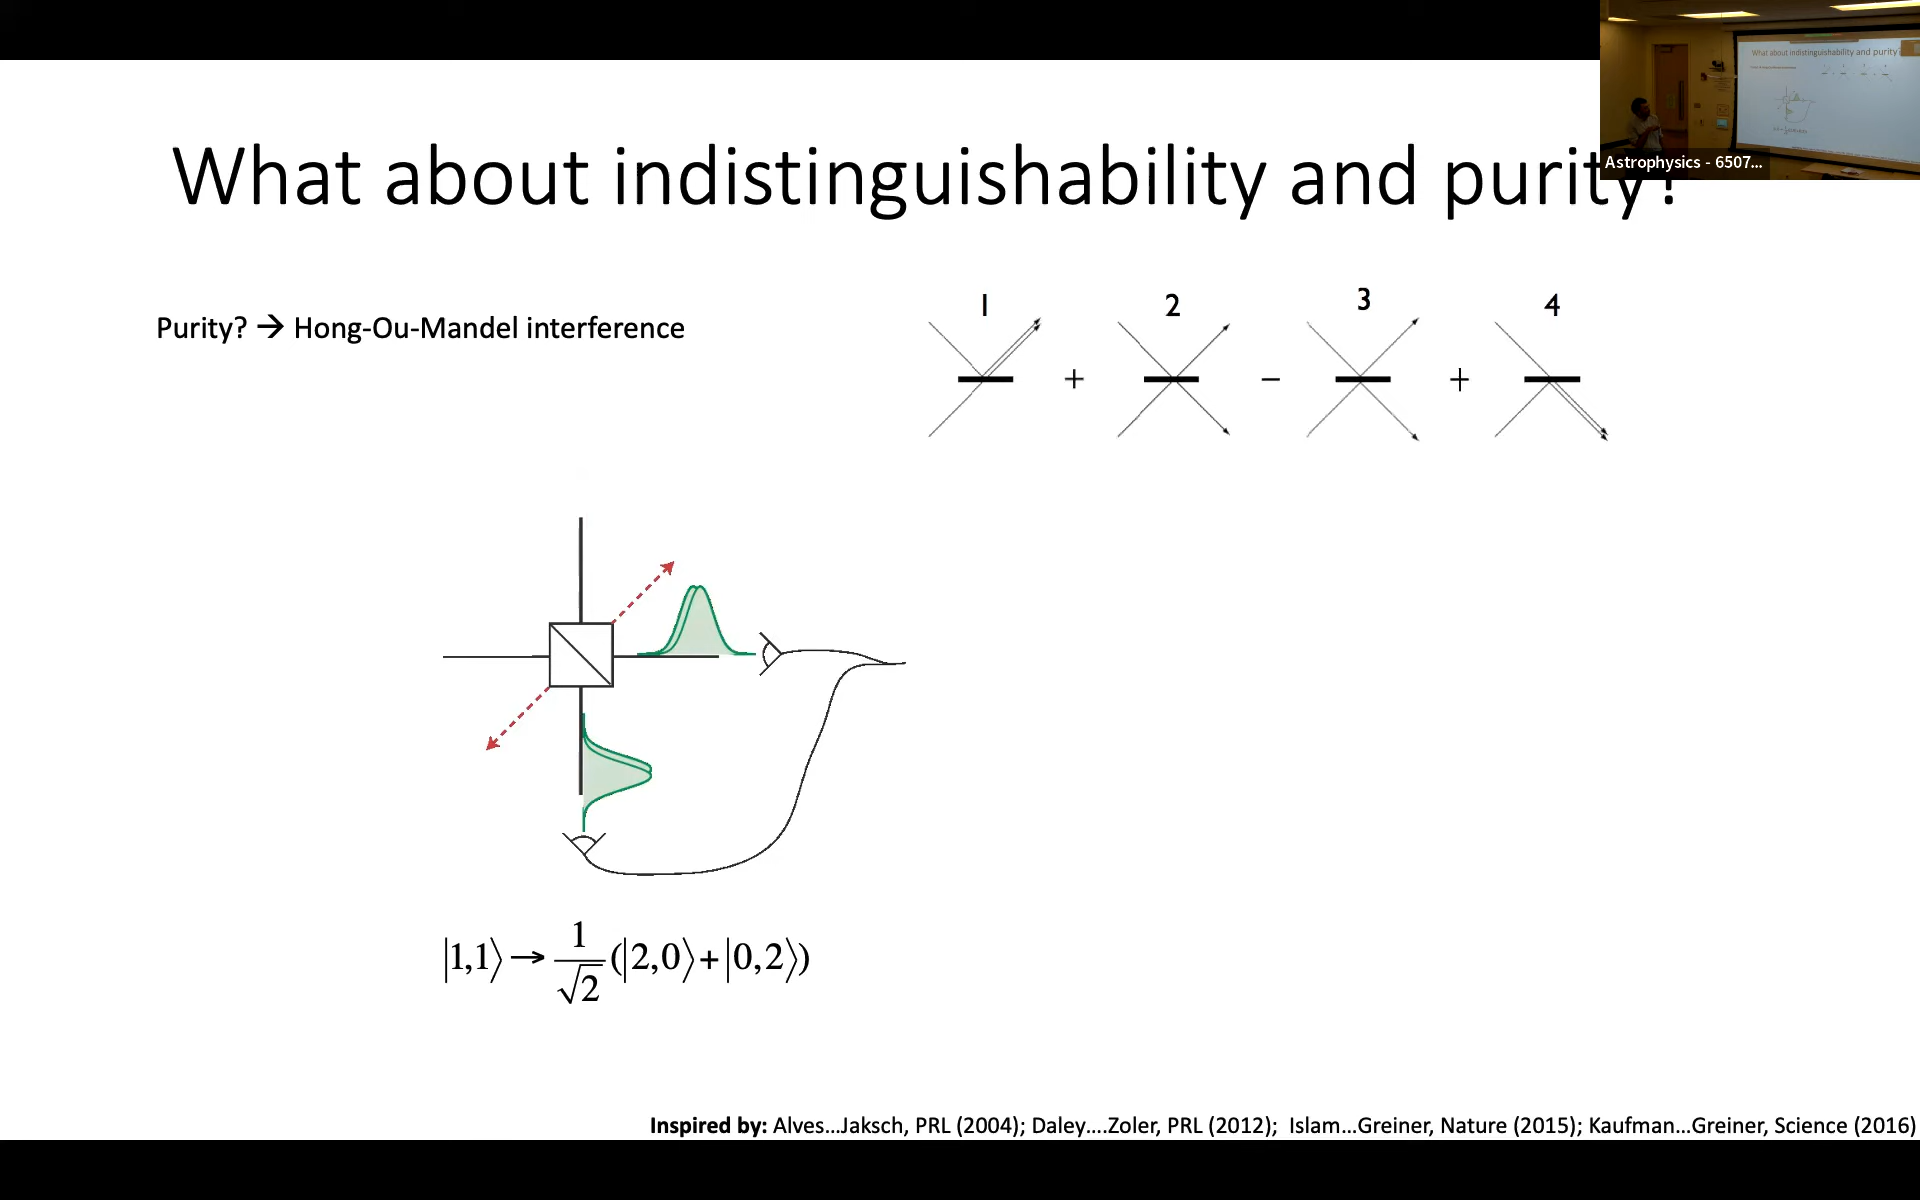 What about indistinguishability and purity?
Astrophysics - 6507...
Purity? → Hong-Ou-Mandel interference
1 2 3 4
+ − +
|1,1⟩→1/√2(|2,0⟩+|0,2⟩)
Inspired by: Alves...Jaksch, PRL (2004); Daley....Zoler, PRL (2012); Islam...Greiner, Nature (2015); Kaufman...Greiner, Science (2016)